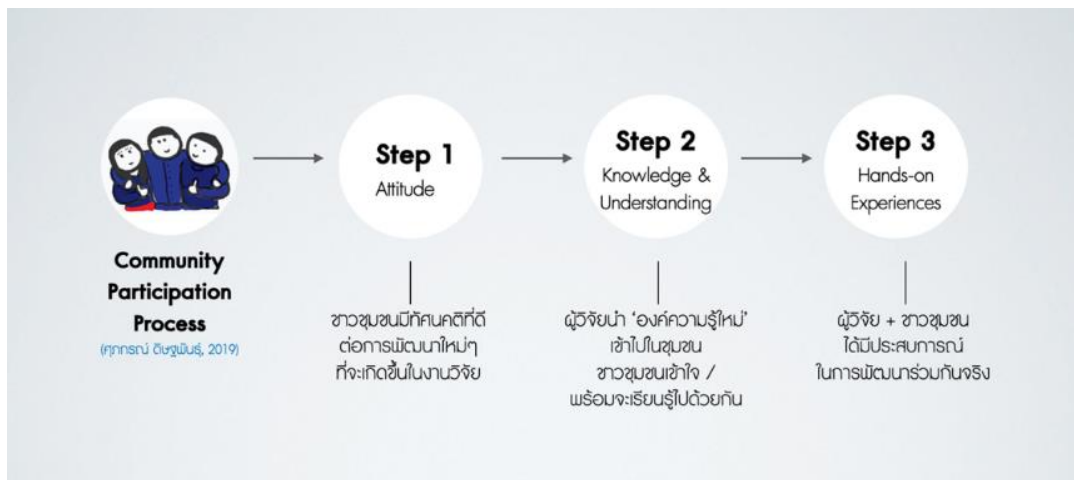 Community
Participation
Process
(ศุภกรณ์ ดิษฐพันธุ์, 2019)
Step 1
Attitude
ชาวชุมชนมีทัศนคติที่ดี
ต่อการพัฒนาใหม่ๆ
ที่จะเกิดขึ้นในงานวิจัย
Step 2
Knowledge &
Understanding
ผู้วิจัยนำ ‘องค์ความรู้ใหม่’
เข้าไปในชุมชน
ชาวชุมชนเข้าใจ /
พร้อมจะเรียนรู้ไปด้วยกัน
Step 3
Hands-on
Experiences
ผู้วิจัย + ชาวชุมชน
ได้มีประสบการณ์
ในการพัฒนาร่วมกันจริง